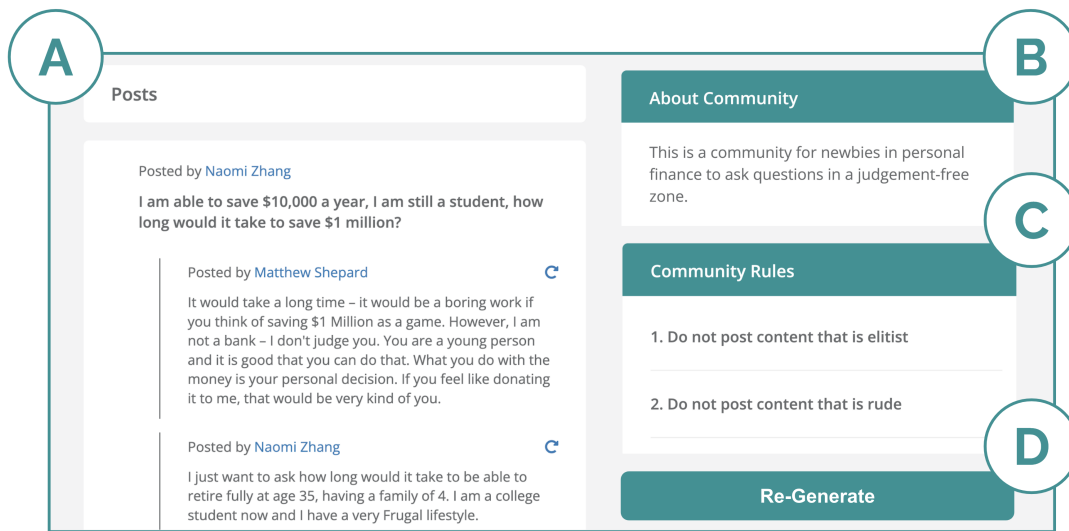 A
B
Posts
Posted by Naomi Zhang
I am able to save $10,000 a year, I am still a student, how
long would it take to save $1 million?
Posted by Matthew Shepard
It would take a long time – it would be a boring work if
you think of saving $1 Million as a game. However, I am
not a bank – I don't judge you. You are a young person
and it is good that you can do that. What you do with the
money is your personal decision. If you feel like donating
it to me, that would be very kind of you.
Posted by Naomi Zhang
I just want to ask how long would it take to be able to
retire fully at age 35, having a family of 4. I am a college
student now and I have a very Frugal lifestyle.
About Community
This is a community for newbies in personal
finance to ask questions in a judgement-free
zone.
C
Community Rules
1. Do not post content that is elitist
2. Do not post content that is rude
D
Re-Generate